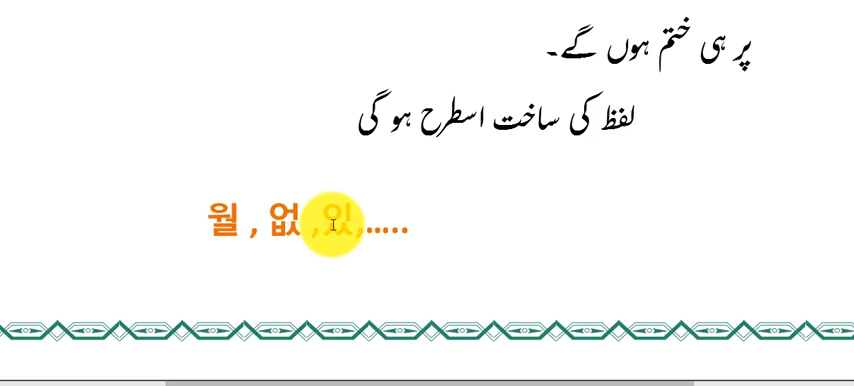 پر ہی ختم ہوں گے۔
لفظ کی ساخت اسطرح ہو گی
월 , 없 ,있,.....